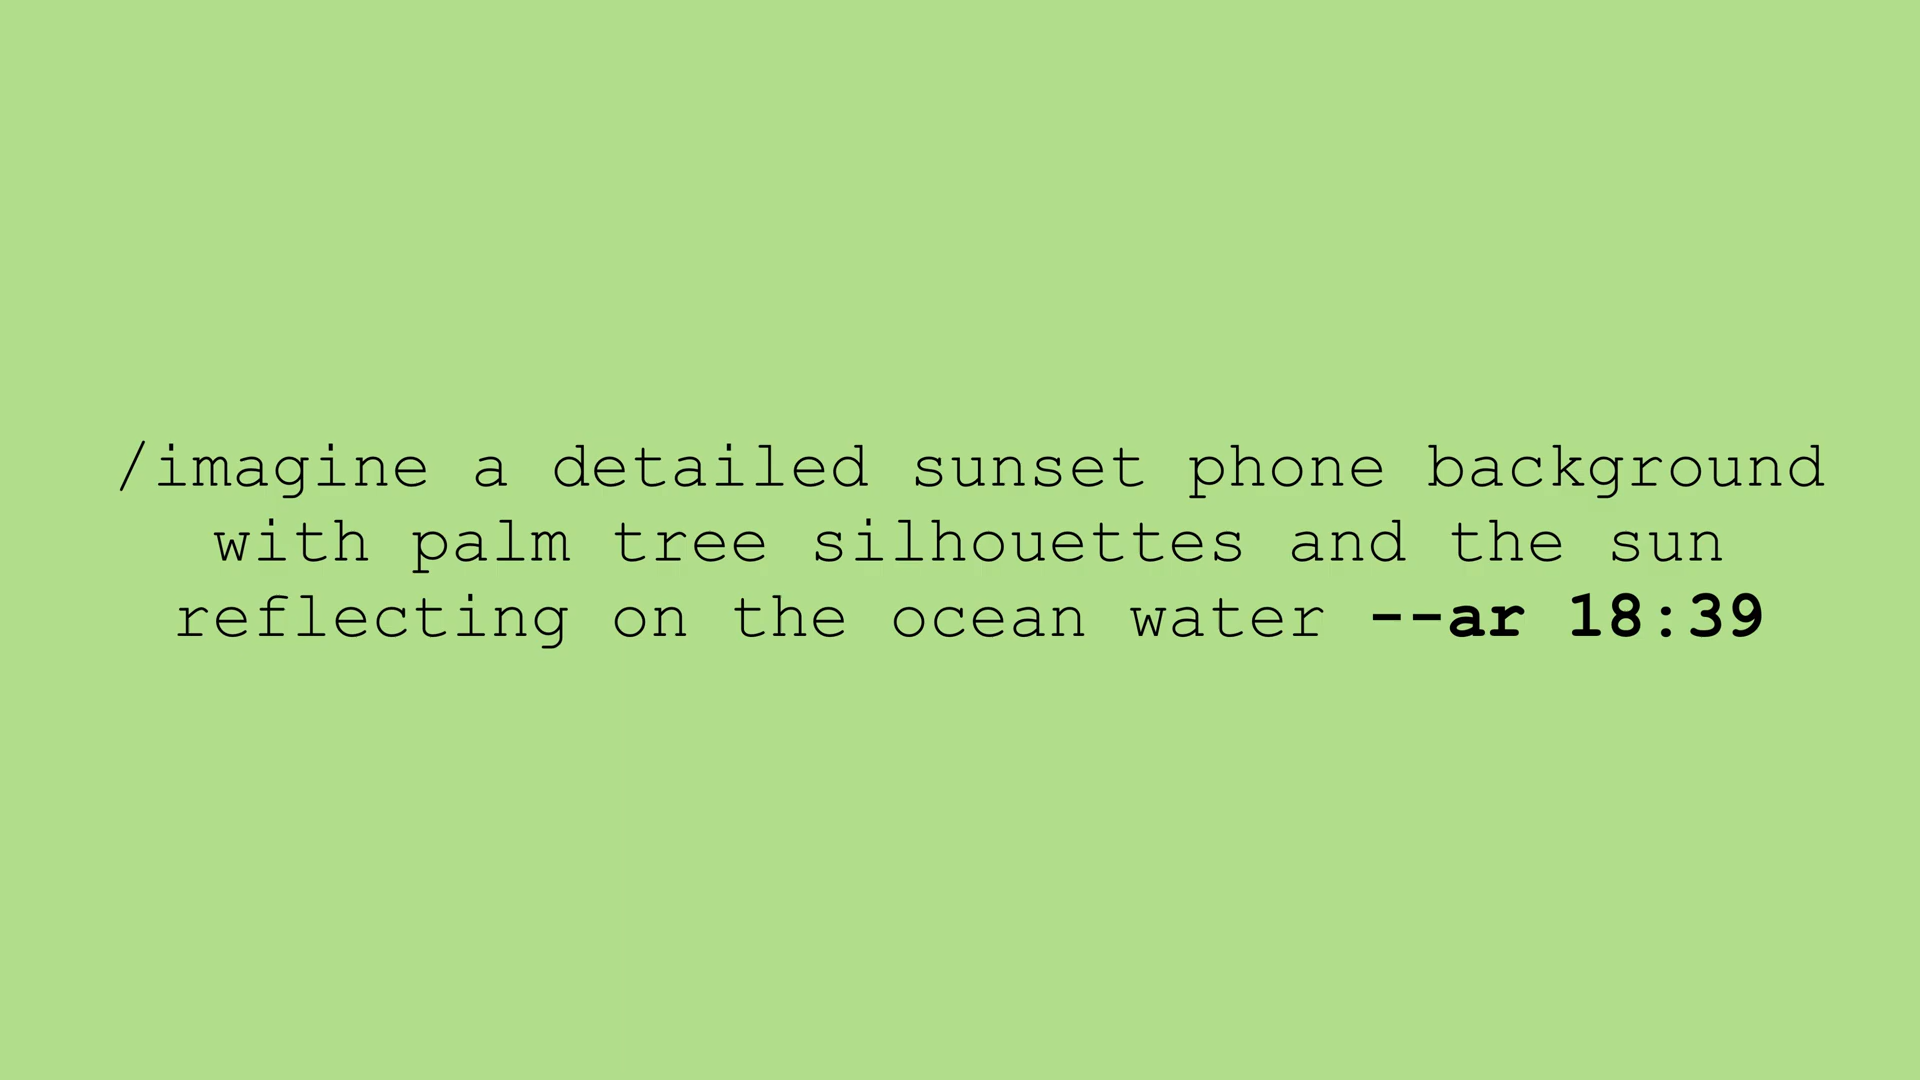 /imagine a detailed sunset phone background
with palm tree silhouettes and the sun
reflecting on the ocean water --ar 18:39